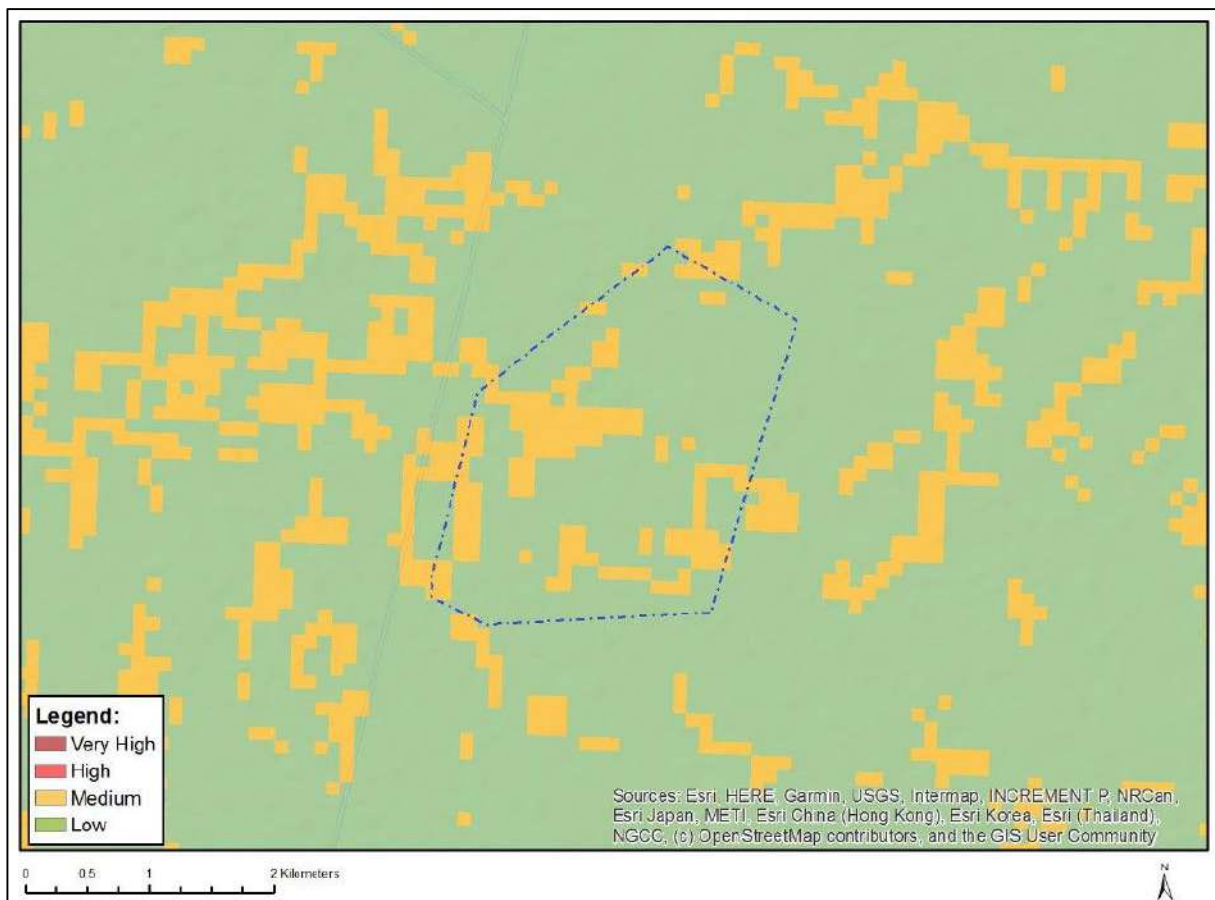 Legend:
Very High
High
Medium
Low
Sources: Esri, HERE, Garmin, USGS, Intermap, INCREMENT P, NRCan,
Esri Japan, METI, Esri China (Hong Kong), Esri Korea, Esri (Thailand),
NGCC, (c) OpenStreetMap contributors, and the GIS User Community
0 0.5 1 2 Kilometers
N